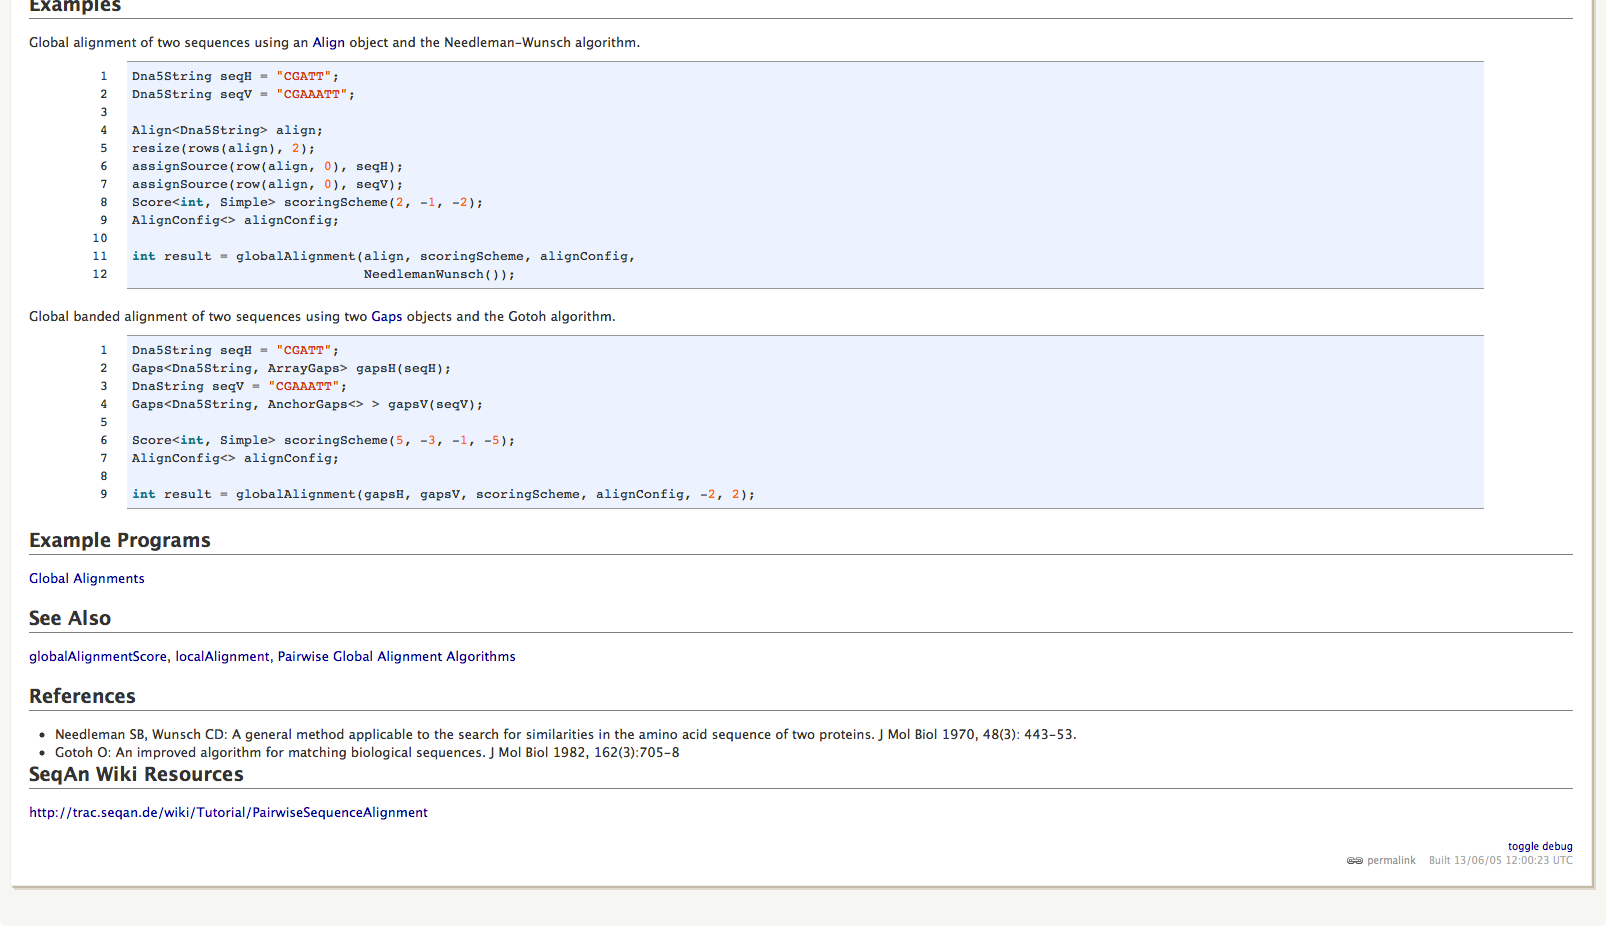 Examples
Global alignment of two sequences using an Align object and the Needleman-Wunsch algorithm.
1 Dna5String seqH = "CGATT";
2 Dna5String seqV = "CGAAATT";
3
4 Align<Dna5String> align;
5 resize(rows(align), 2);
6 assignSource(row(align, 0), seqH);
7 assignSource(row(align, 0), seqV);
8 Score<int, Simple> scoringScheme(2, -1, -2);
9 AlignConfig<> alignConfig;
10
11 int result = globalAlignment(align, scoringScheme, alignConfig,
12                              NeedlemanWunsch());
Global banded alignment of two sequences using two Gaps objects and the Gotoh algorithm.
1 Dna5String seqH = "CGATT";
2 Gaps<Dna5String, ArrayGaps> gapsH(seqH);
3 DnaString seqV = "CGAAATT";
4 Gaps<Dna5String, AnchorGaps<> > gapsV(seqV);
5
6 Score<int, Simple> scoringScheme(5, -3, -1, -5);
7 AlignConfig<> alignConfig;
8
9 int result = globalAlignment(gapsH, gapsV, scoringScheme, alignConfig, -2, 2);
Example Programs
Global Alignments
See Also
globalAlignmentScore, localAlignment, Pairwise Global Alignment Algorithms
References
• Needleman SB, Wunsch CD: A general method applicable to the search for similarities in the amino acid sequence of two proteins. J Mol Biol 1970, 48(3): 443-53.
• Gotoh O: An improved algorithm for matching biological sequences. J Mol Biol 1982, 162(3):705-8
SeqAn Wiki Resources
http://trac.seqan.de/wiki/Tutorial/PairwiseSequenceAlignment
toggle debug
permalink Built 13/06/05 12:00:23 UTC